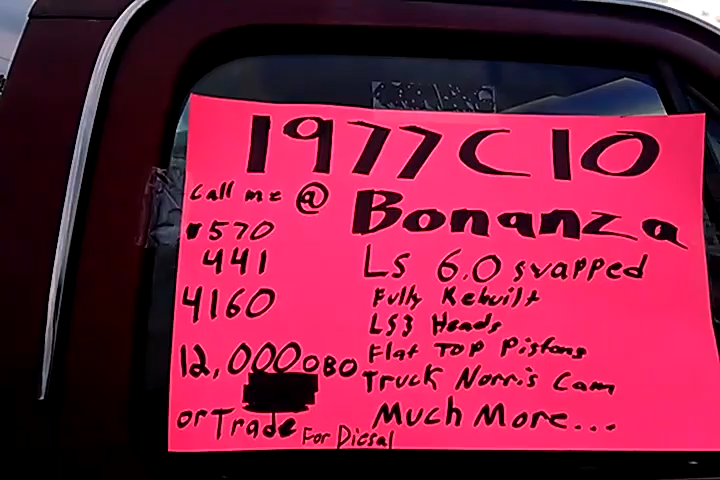 1977 C10
Call me @
570
441
4160
12,000 OBO
or Trade For Diesal
Bonanza
LS 6.0 swapped
Fully Rebuilt
LS3 Heads
Flat Top Pistons
Truck Norris Cam
Much More...